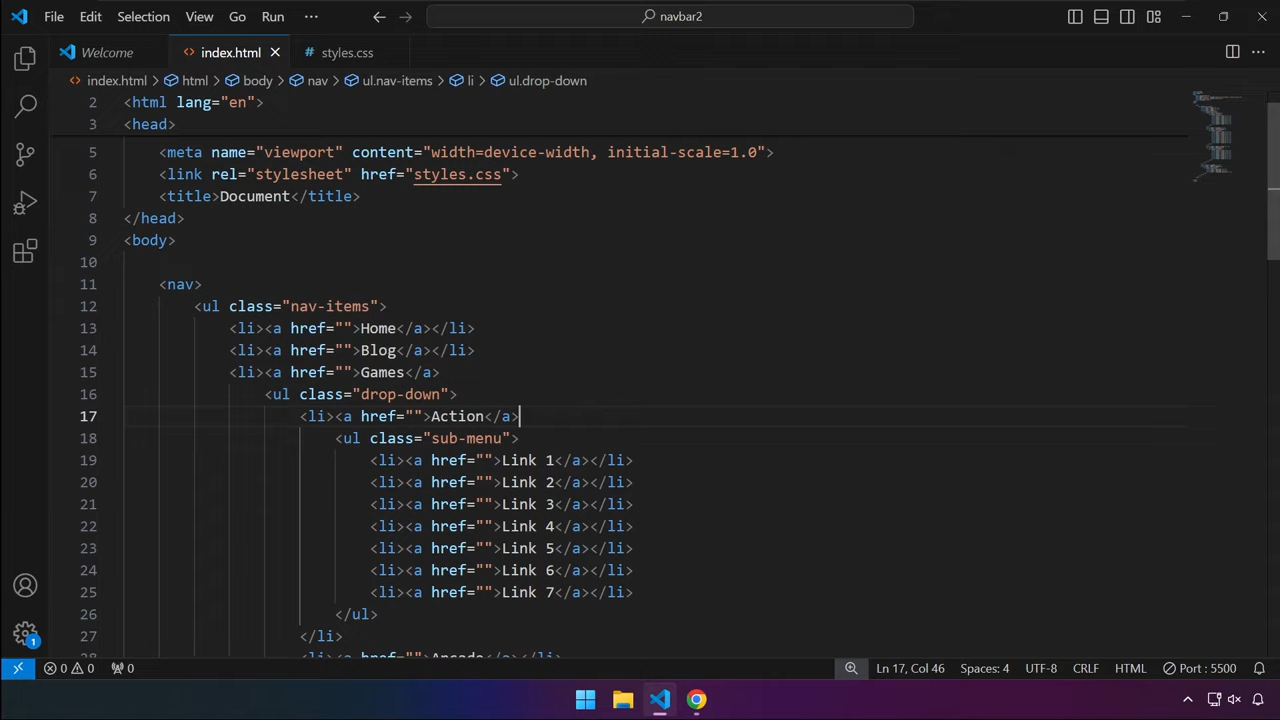 File Edit Selection View Go Run ··· navbar2
Welcome index.html styles.css
index.html > html > body > nav > ul.nav-items > li > ul.drop-down
2 <html lang="en">
3 <head>
5 <meta name="viewport" content="width=device-width, initial-scale=1.0">
6 <link rel="stylesheet" href="styles.css">
7 <title>Document</title>
8 </head>
9 <body>
10
11 <nav>
12 <ul class="nav-items">
13 <li><a href="">Home</a></li>
14 <li><a href="">Blog</a></li>
15 <li><a href="">Games</a>
16 <ul class="drop-down">
17 <li><a href="">Action</a>
18 <ul class="sub-menu">
19 <li><a href="">Link 1</a></li>
20 <li><a href="">Link 2</a></li>
21 <li><a href="">Link 3</a></li>
22 <li><a href="">Link 4</a></li>
23 <li><a href="">Link 5</a></li>
24 <li><a href="">Link 6</a></li>
25 <li><a href="">Link 7</a></li>
26 </ul>
27 </li>
28 <li><a href="">Arcade</a></li>
0 0 0 Ln 17, Col 46 Spaces: 4 UTF-8 CRLF HTML Port : 5500
1